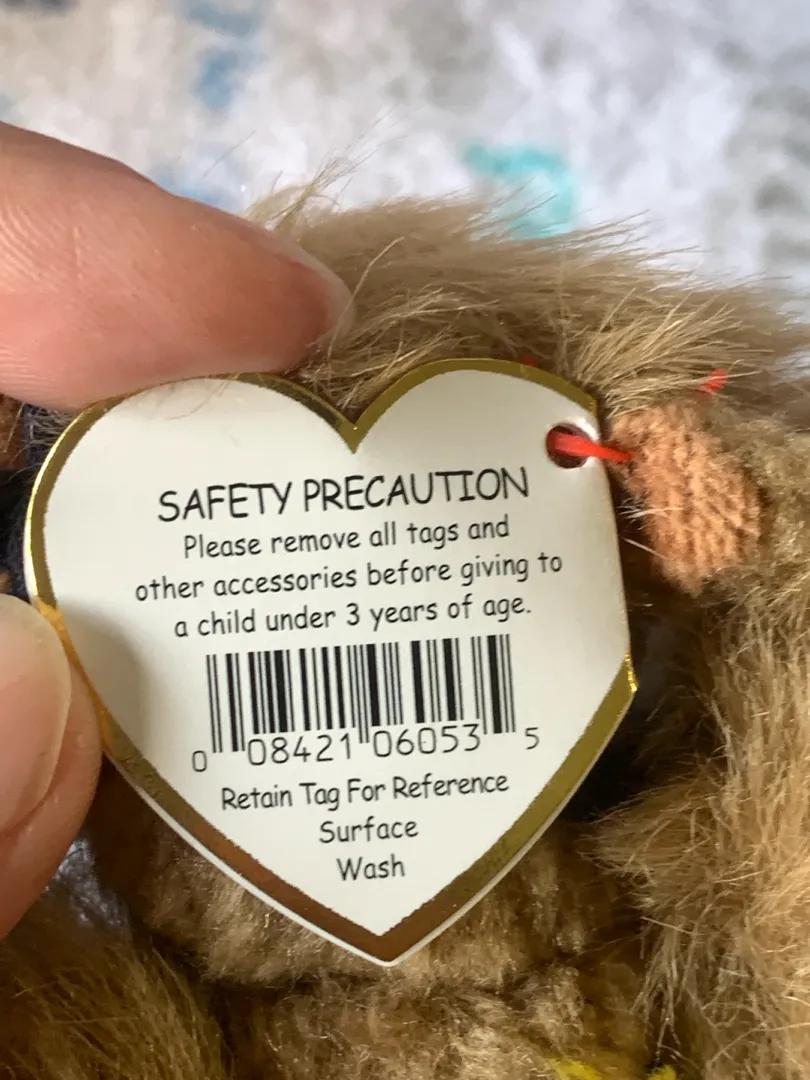 SAFETY PRECAUTION
Please remove all tags and
other accessories before giving to
a child under 3 years of age.
0 08421 06053 5
Retain Tag For Reference
Surface
Wash